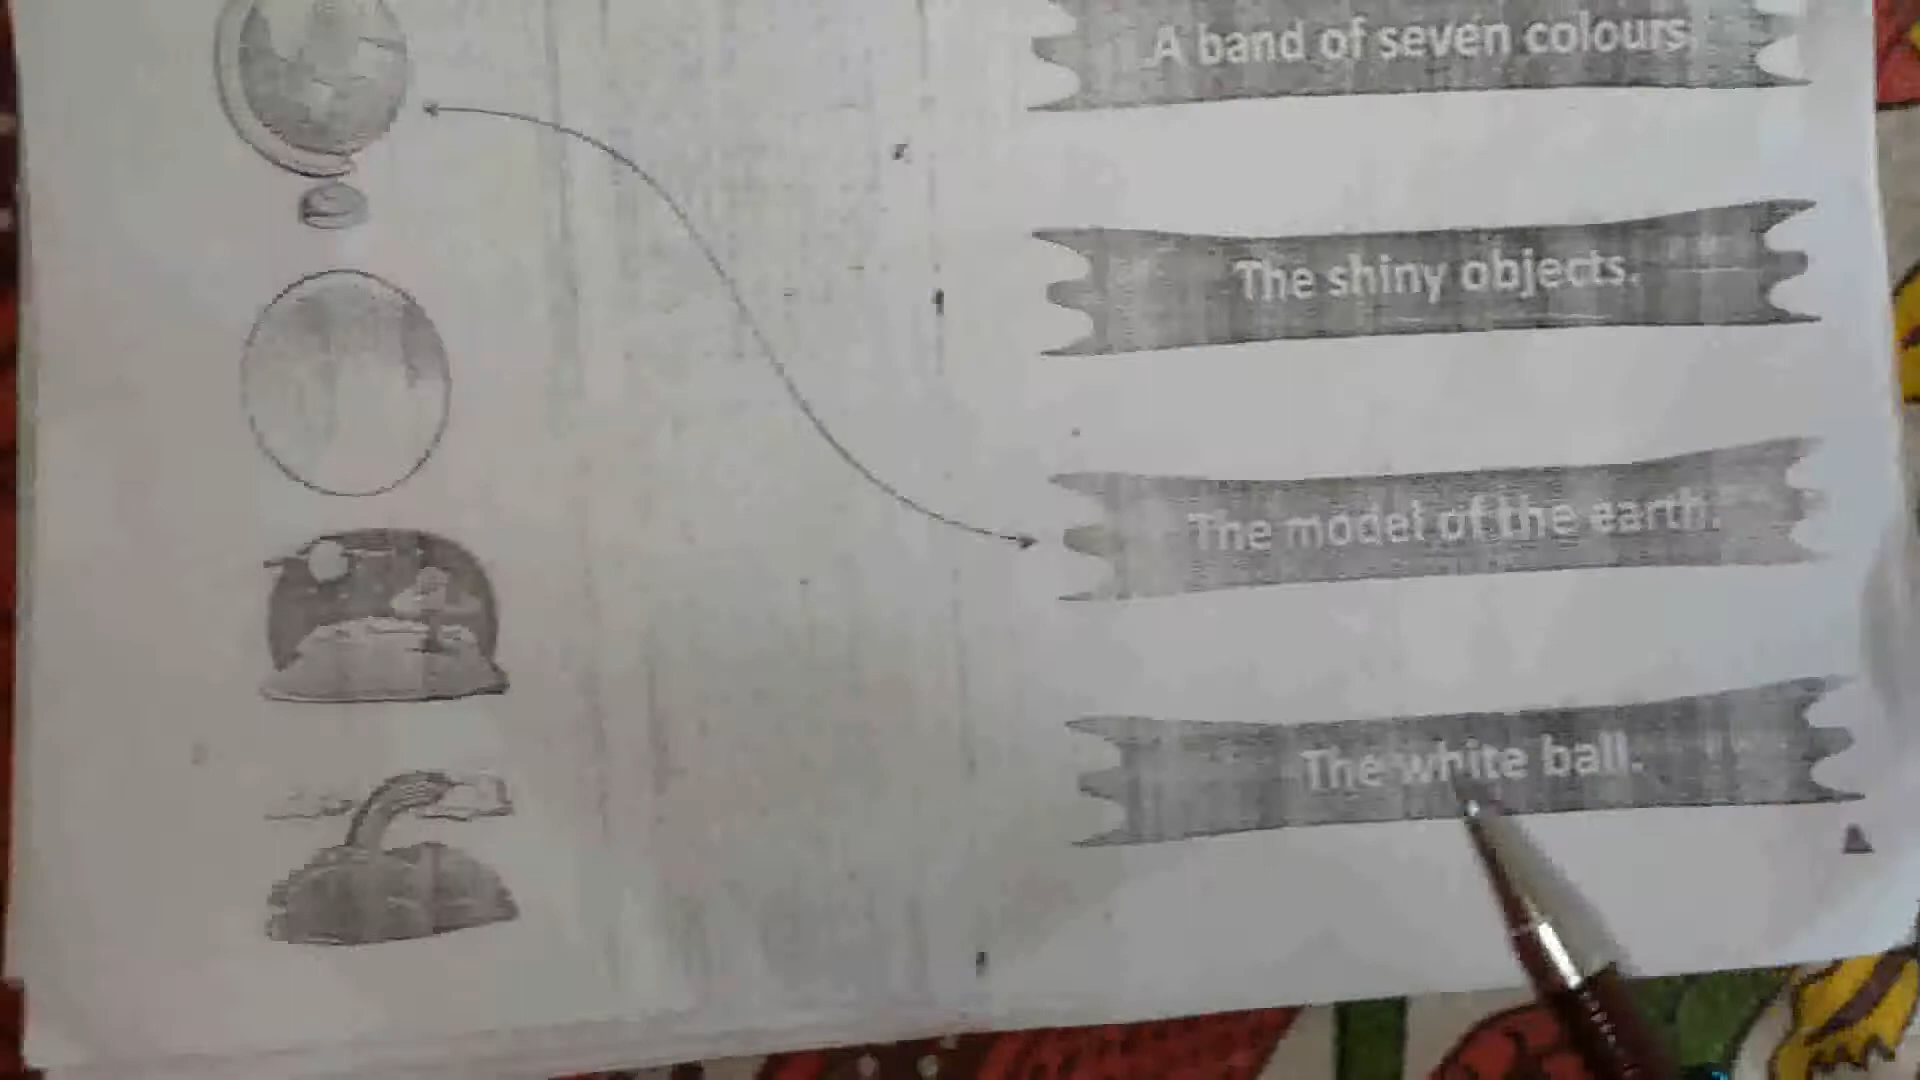 A band of seven colours.
The shiny objects.
The model of the earth.
The white ball.